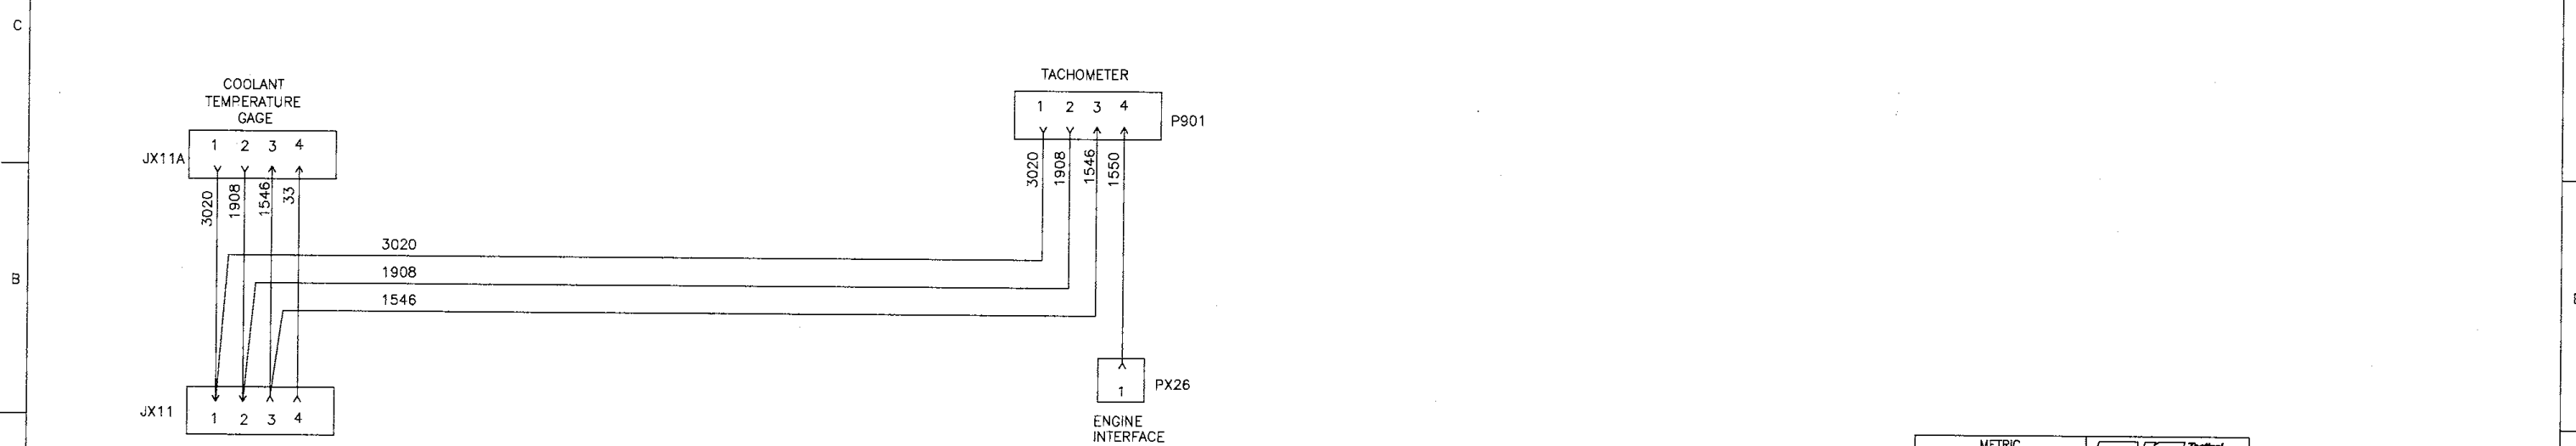 C
COOLANT
TEMPERATURE
GAGE
TACHOMETER
1 2 3 4
P901
JX11A
1 2 3 4
3020
1908
1546
1550
3020
1908
1546
33
3020
B
1908
1546
1
PX26
JX11
1 2 3 4
ENGINE
INTERFACE
METRIC